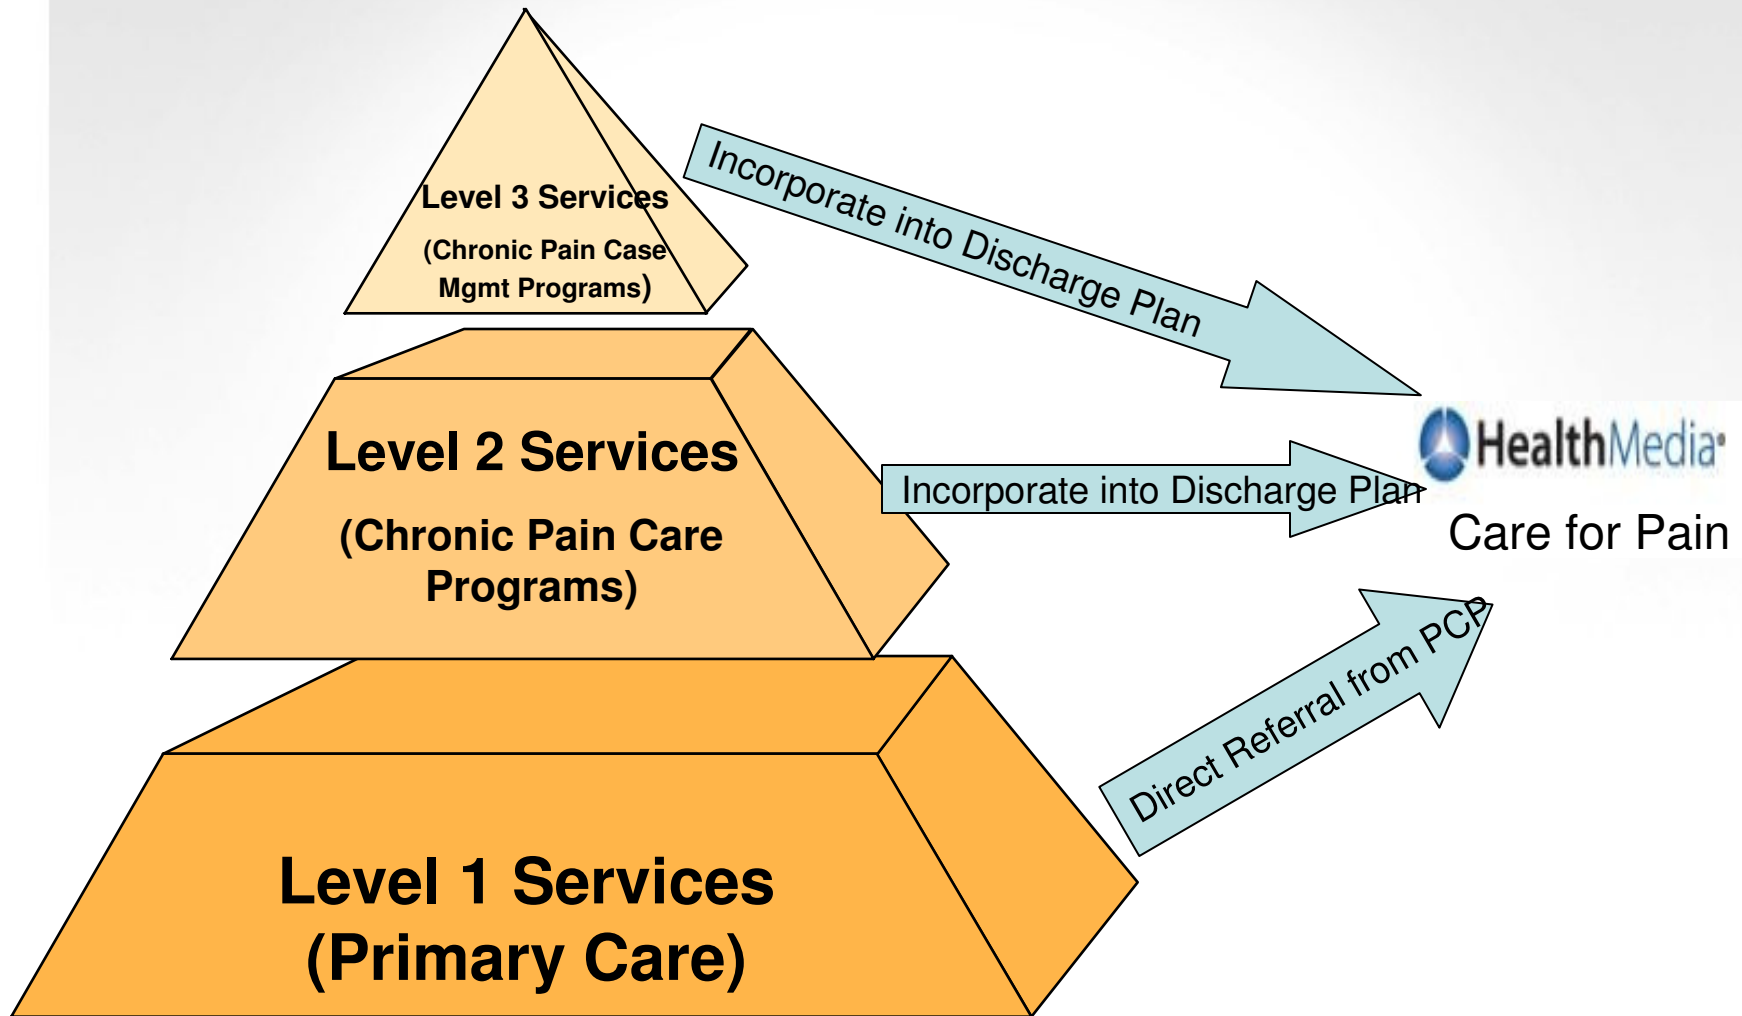 Level 3 Services
(Chronic Pain Case
Mgmt Programs)
Incorporate into Discharge Plan
Level 2 Services
(Chronic Pain Care
Programs)
Incorporate into Discharge Plan
HealthMedia®
Care for Pain
Level 1 Services
(Primary Care)
Direct Referral from PCP